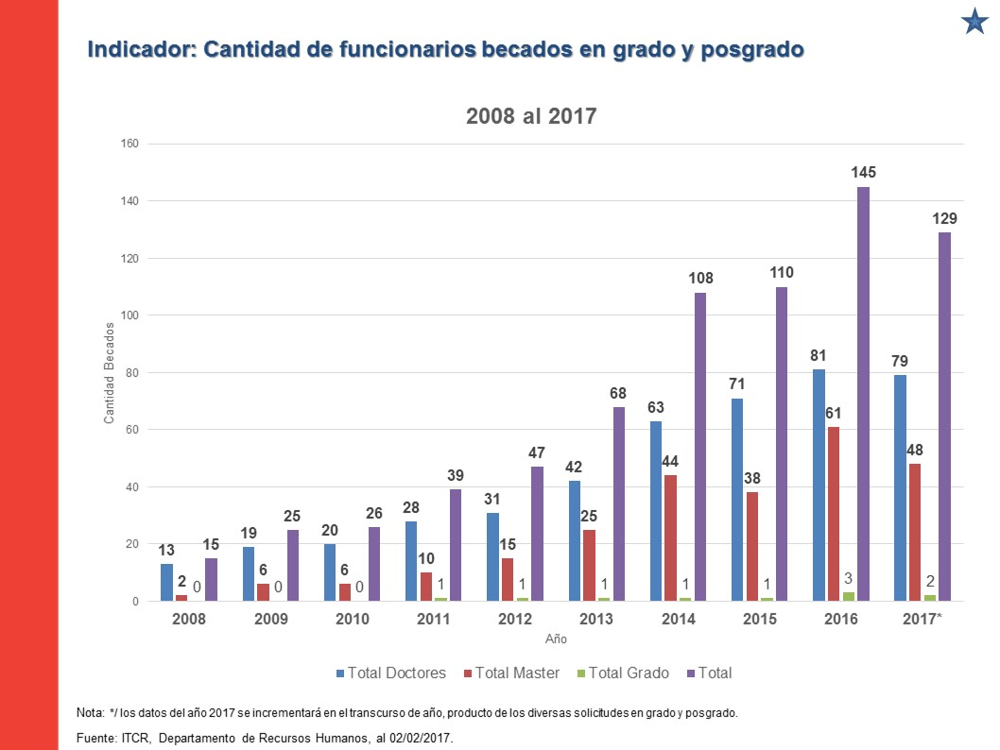 Indicador: Cantidad de funcionarios becados en grado y posgrado
2008 al 2017
160
140
120
100
80
60
40
20
0
Cantidad Becados
13 2 0 15
19 6 0 25
20 6 0 26
28 10 1 39
31 15 1 47
42 25 1 68
63 44 1 108
71 38 1 110
81 61 3 145
79 48 2 129
2008 2009 2010 2011 2012 2013 2014 2015 2016 2017*
Año
Total Doctores Total Master Total Grado Total
Nota: */ los datos del año 2017 se incrementará en el transcurso de año, producto de los diversas solicitudes en grado y posgrado.
Fuente: ITCR, Departamento de Recursos Humanos, al 02/02/2017.